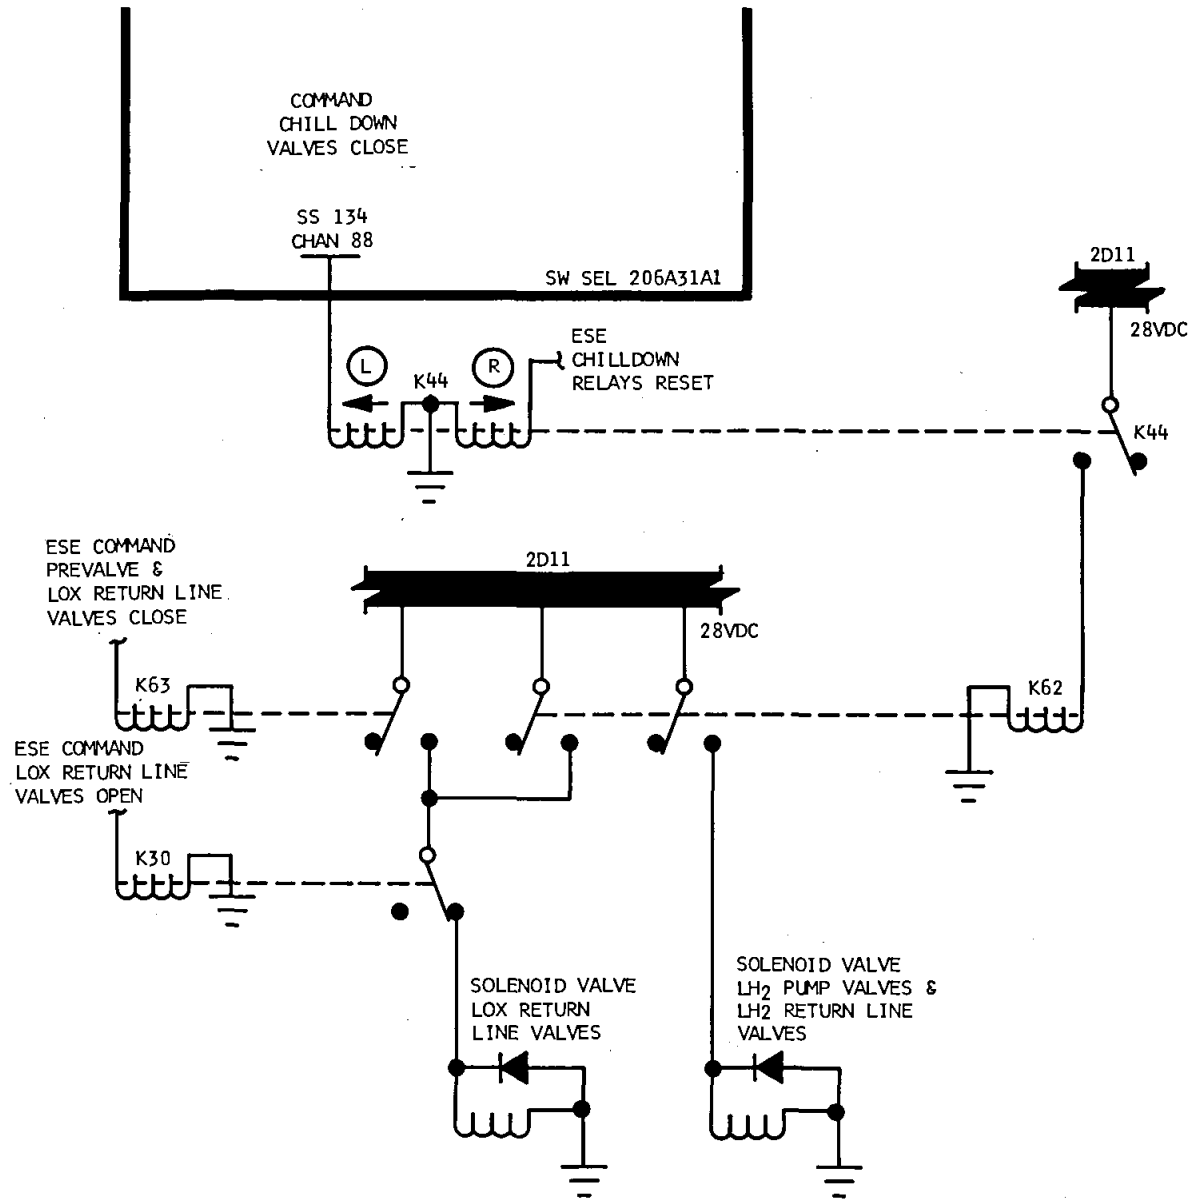 COMMAND
CHILL DOWN
VALVES CLOSE
SS 134
CHAN 88
SW SEL 206A31A1
2D11
28VDC
ESE
CHILLDOWN
RELAYS RESET
L
K44
R
K44
ESE COMMAND
PREVALVE &
LOX RETURN LINE
VALVES CLOSE
2D11
28VDC
K63
K62
ESE COMMAND
LOX RETURN LINE
VALVES OPEN
K30
SOLENOID VALVE
LOX RETURN
LINE VALVES
SOLENOID VALVE
LH2 PUMP VALVES &
LH2 RETURN LINE
VALVES